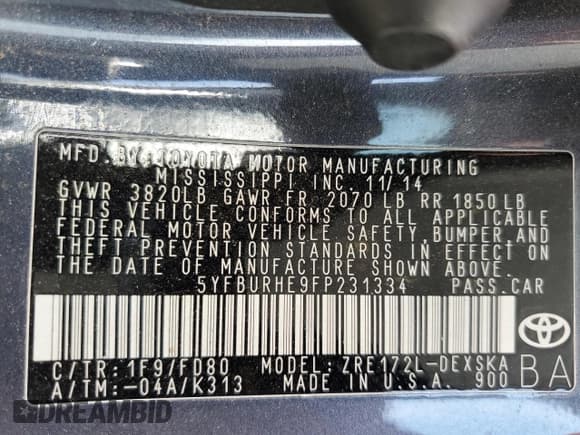 MFD.BY:TOYOTA MOTOR MANUFACTURING
MISSISSIPPI INC. 11/14
GVWR 3820LB GAWR FR 2070 LB RR 1850 LB
THIS VEHICLE CONFORMS TO ALL APPLICABLE
FEDERAL MOTOR VEHICLE SAFETY, BUMPER AND
THEFT PREVENTION STANDARDS IN EFFECT ON
THE DATE OF MANUFACTURE SHOWN ABOVE.
5YFBURHE9FP231334 PASS.CAR
C/TR: 1F9/FD80 MODEL: ZRE172L-DEXSKA
A/TM: -04A/K313 MADE IN U.S.A. 900
BA
DREAMBID